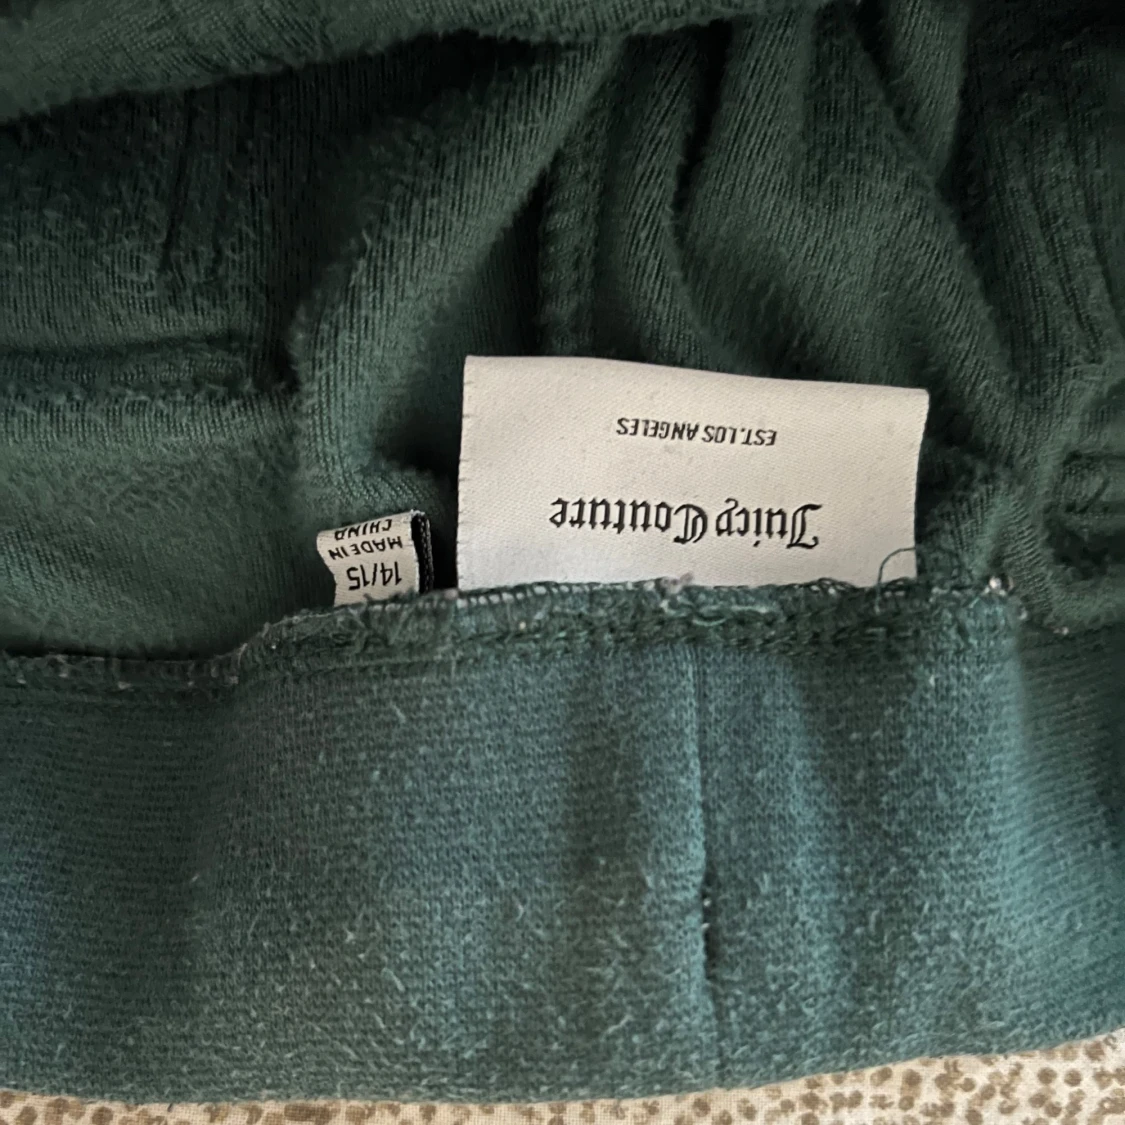 Juicy Couture
EST. LOS ANGELES
14/15
MADE IN
CHINA